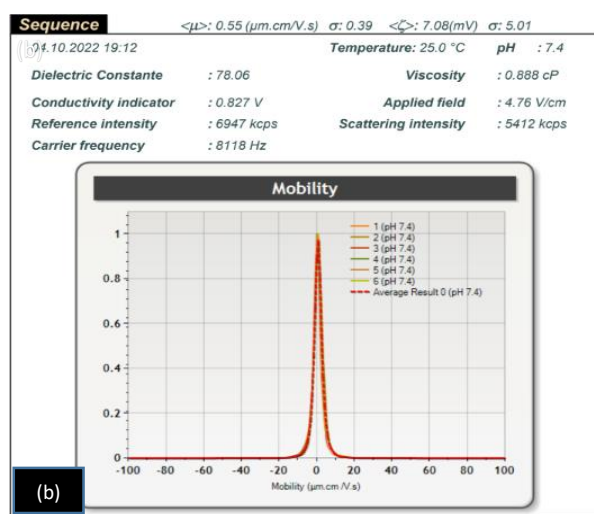 Sequence <μ>: 0.55 (μm.cm/V.s) σ: 0.39 <ζ>: 7.08(mV) σ: 5.01
(b)
04.10.2022 19:12 Temperature: 25.0 °C pH : 7.4
Dielectric Constante : 78.06 Viscosity : 0.888 cP
Conductivity indicator : 0.827 V Applied field : 4.76 V/cm
Reference intensity : 6947 kcps Scattering intensity : 5412 kcps
Carrier frequency : 8118 Hz
Mobility
1 (pH 7.4)
2 (pH 7.4)
3 (pH 7.4)
4 (pH 7.4)
5 (pH 7.4)
6 (pH 7.4)
Average Result 0 (pH 7.4)
1
0.8
0.6
0.4
0.2
0
-100 -80 -60 -40 -20 0 20 40 60 80 100
Mobility (μm.cm /V.s)
(b)